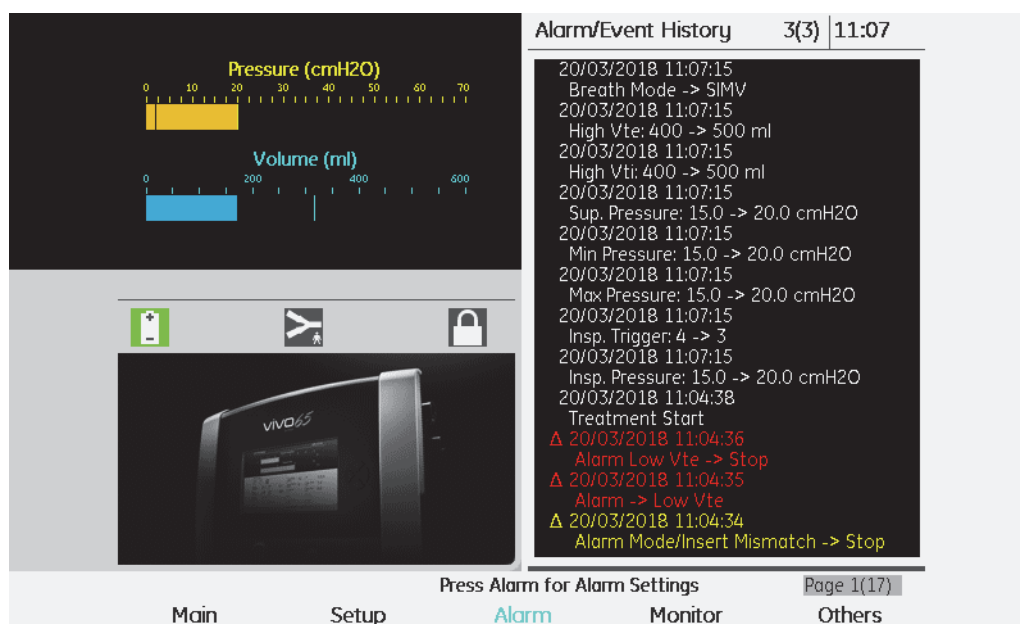 Alarm/Event History 3(3) 11:07
Pressure (cmH2O)
0 10 20 30 40 50 60 70
Volume (ml)
0 200 400 600
20/03/2018 11:07:15
Breath Mode -> SIMV
20/03/2018 11:07:15
High Vte: 400 -> 500 ml
20/03/2018 11:07:15
High Vti: 400 -> 500 ml
20/03/2018 11:07:15
Sup. Pressure: 15.0 -> 20.0 cmH2O
20/03/2018 11:07:15
Min Pressure: 15.0 -> 20.0 cmH2O
20/03/2018 11:07:15
Max Pressure: 15.0 -> 20.0 cmH2O
20/03/2018 11:07:15
Insp. Trigger: 4 -> 3
20/03/2018 11:07:15
Insp. Pressure: 15.0 -> 20.0 cmH2O
20/03/2018 11:04:38
Treatment Start
Δ 20/03/2018 11:04:36
Alarm Low Vte -> Stop
Δ 20/03/2018 11:04:35
Alarm -> Low Vte
Δ 20/03/2018 11:04:34
Alarm Mode/Insert Mismatch -> Stop
vivo65
Press Alarm for Alarm Settings Page 1(17)
Main Setup Alarm Monitor Others